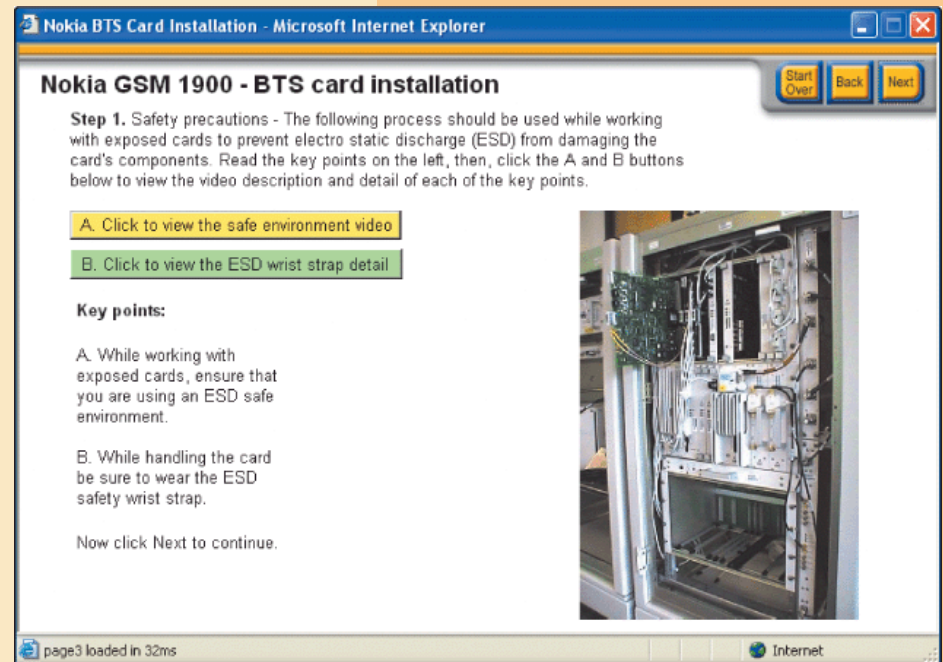 Nokia BTS Card Installation - Microsoft Internet Explorer
Nokia GSM 1900 - BTS card installation
Start
Over
Back
Next
Step 1. Safety precautions - The following process should be used while working
with exposed cards to prevent electro static discharge (ESD) from damaging the
card's components. Read the key points on the left, then, click the A and B buttons
below to view the video description and detail of each of the key points.
A. Click to view the safe environment video
B. Click to view the ESD wrist strap detail
Key points:
A. While working with
exposed cards, ensure that
you are using an ESD safe
environment.
B. While handling the card
be sure to wear the ESD
safety wrist strap.
Now click Next to continue.
page3 loaded in 32ms
Internet